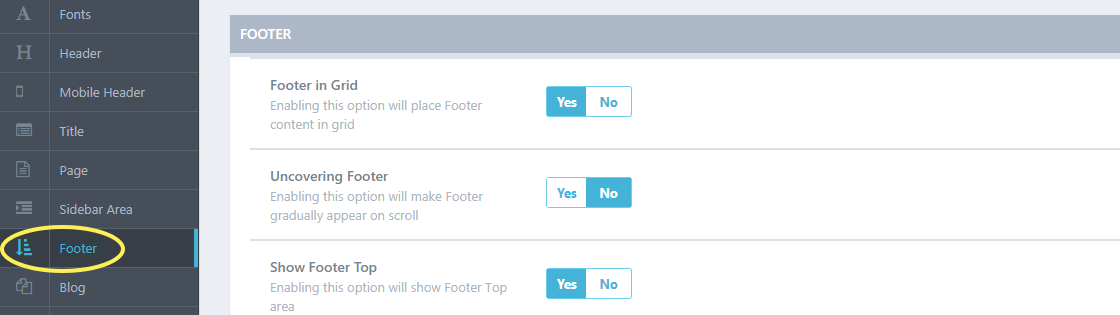 Fonts
Header
Mobile Header
Title
Page
Sidebar Area
Footer
Blog
FOOTER
Footer in Grid
Enabling this option will place Footer
content in grid
Yes No
Uncovering Footer
Enabling this option will make Footer
gradually appear on scroll
Yes No
Show Footer Top
Enabling this option will show Footer Top
area
Yes No